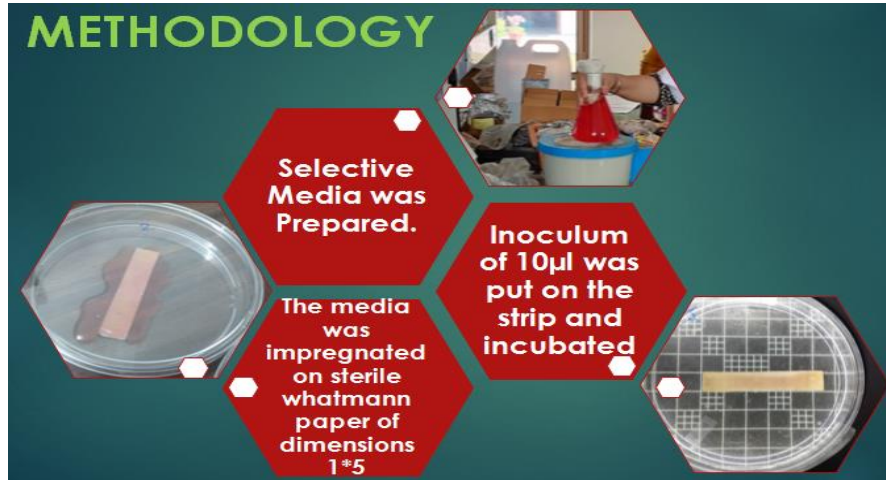 METHODOLOGY
Selective
Media was
Prepared.
The media
was
impregnated
on sterile
whatmann
paper of
dimensions
1*5
Inoculum
of 10µl was
put on the
strip and
incubated